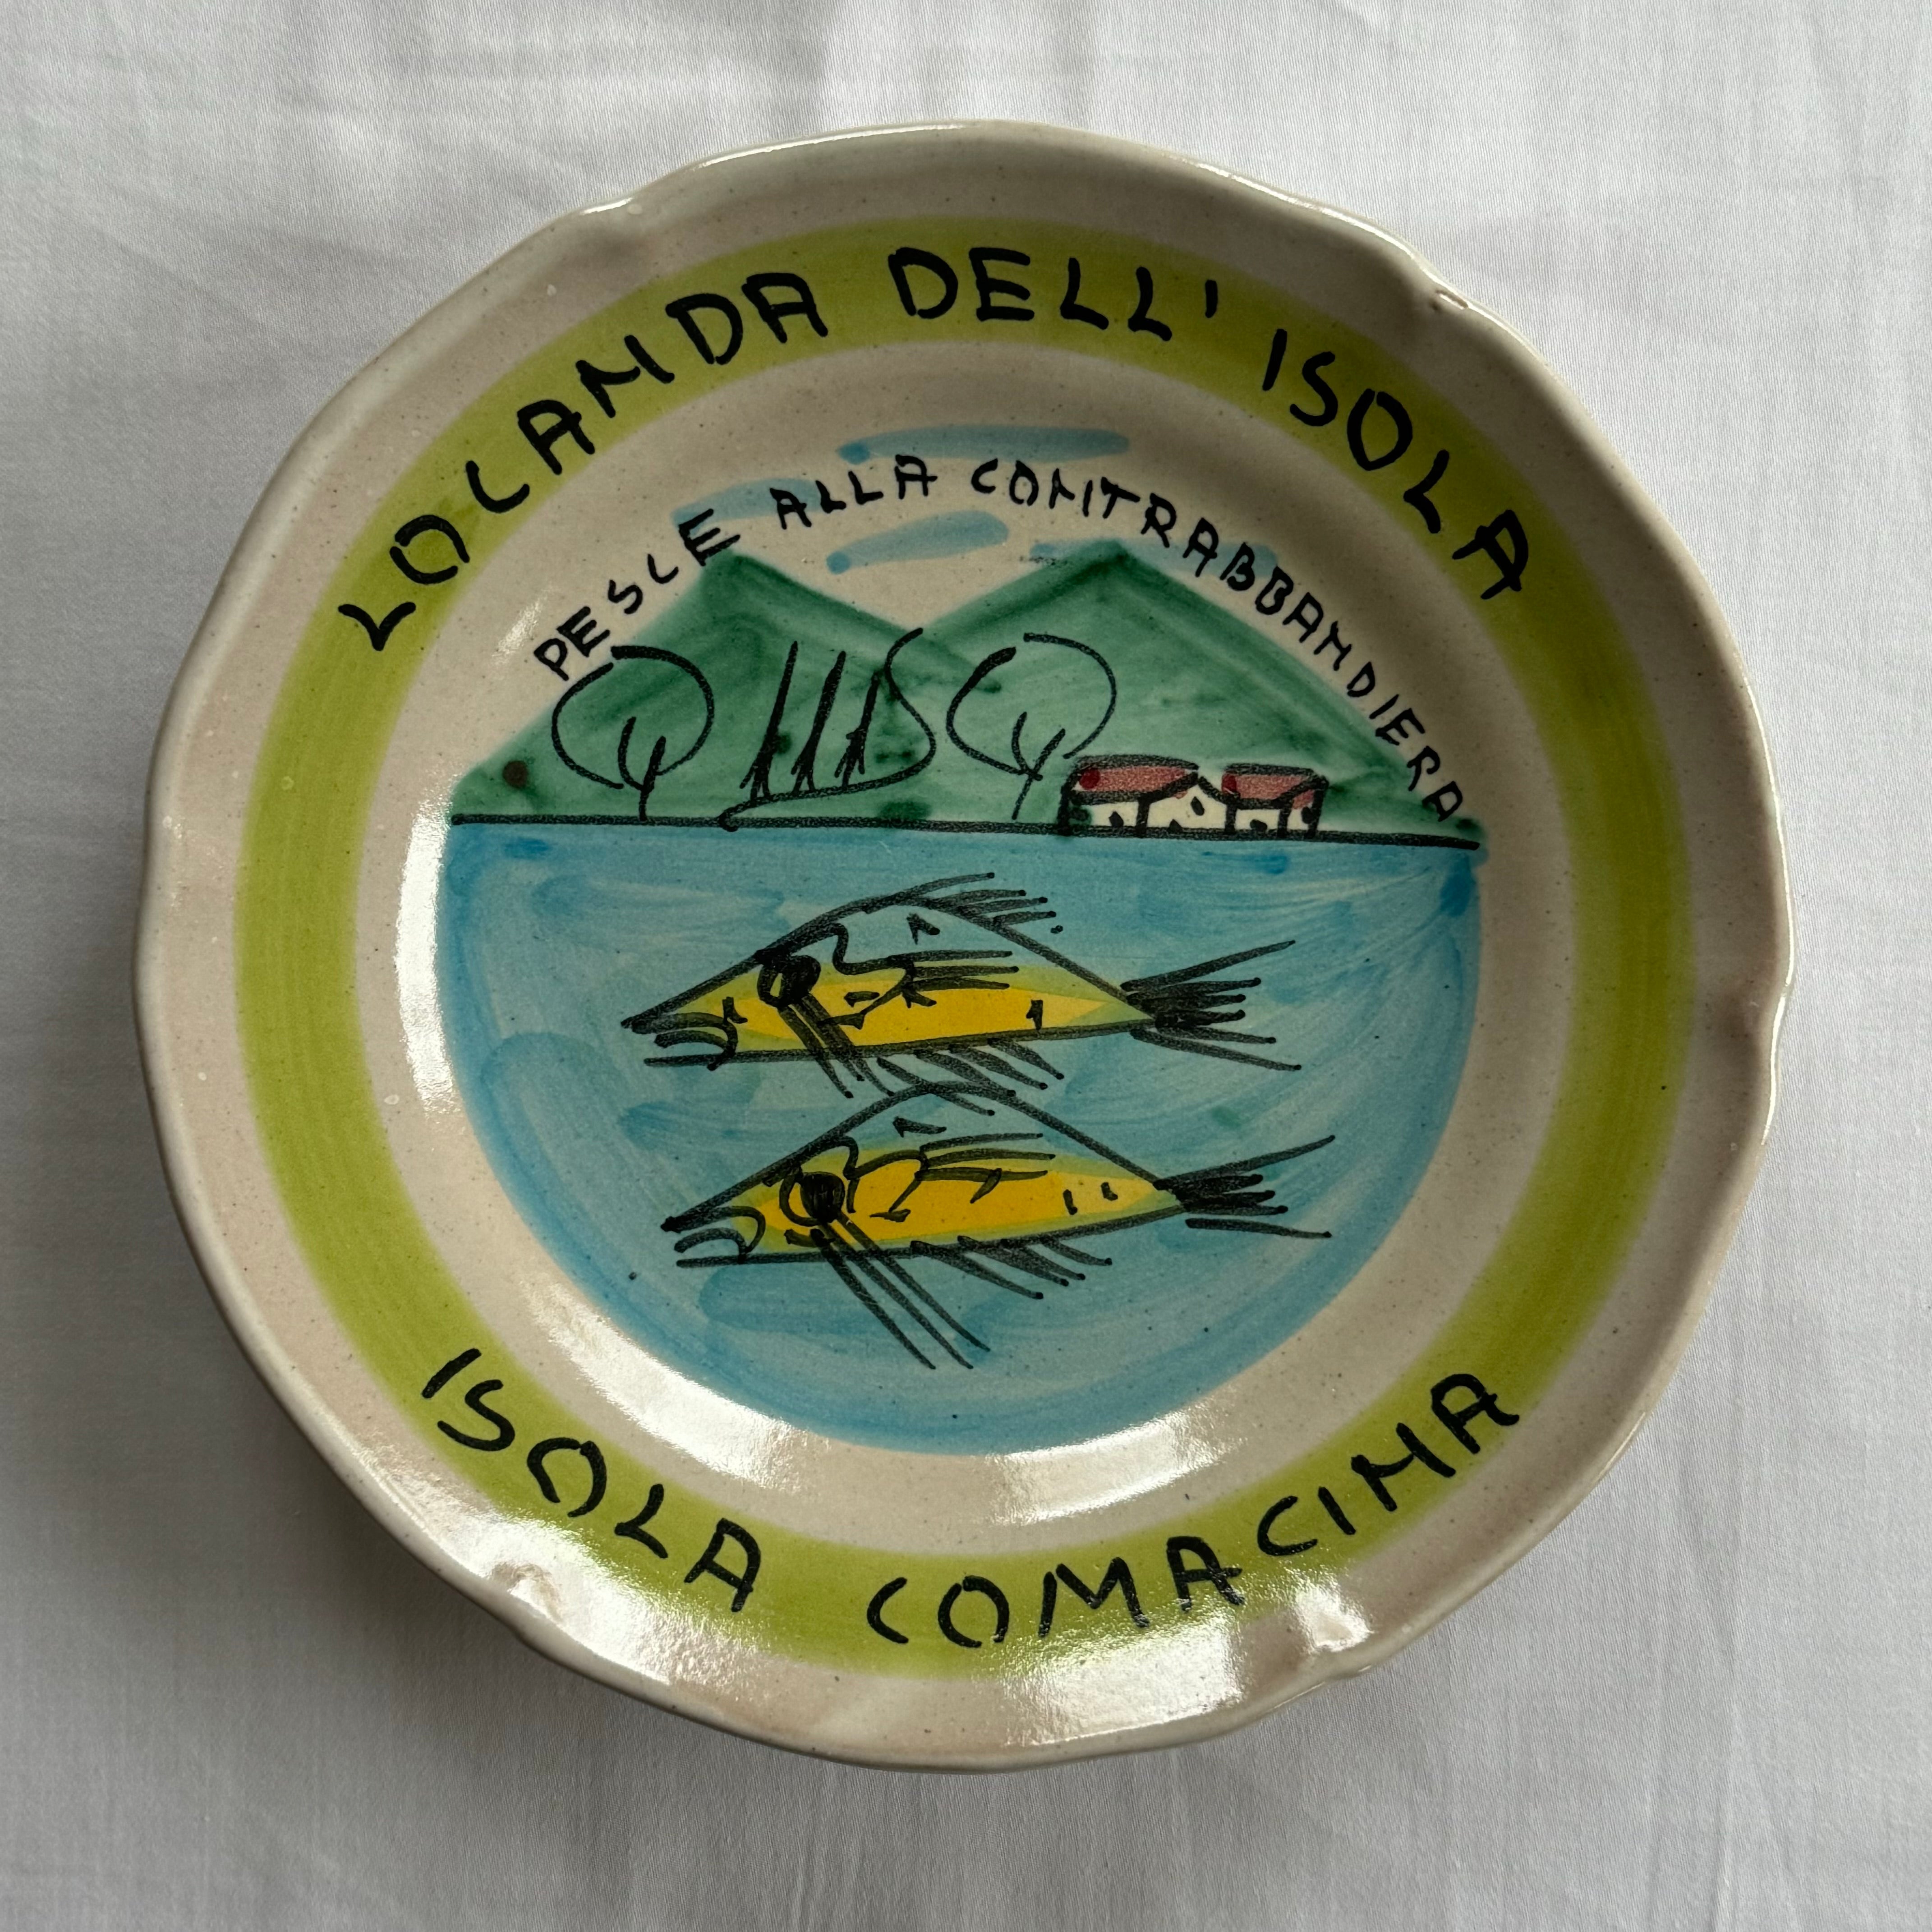 LOCANDA DELL' ISOLA
PESCE ALLA CONTRABBANDIERA
ISOLA COMACINA